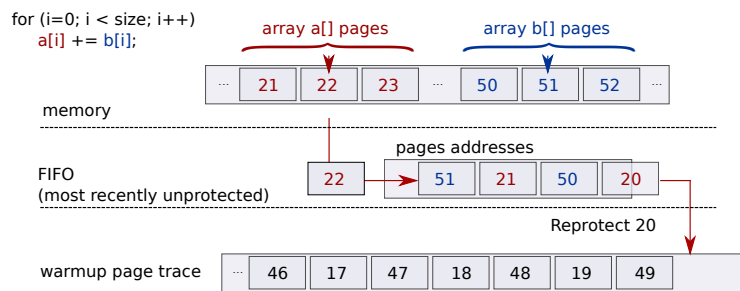 for (i=0; i < size; i++)
a[i] += b[i];
array a[] pages
array b[] pages
... 21 22 23 ... 50 51 52 ...
memory
pages addresses
FIFO
(most recently unprotected)
22 51 21 50 20
Reprotect 20
warmup page trace
... 46 17 47 18 48 19 49